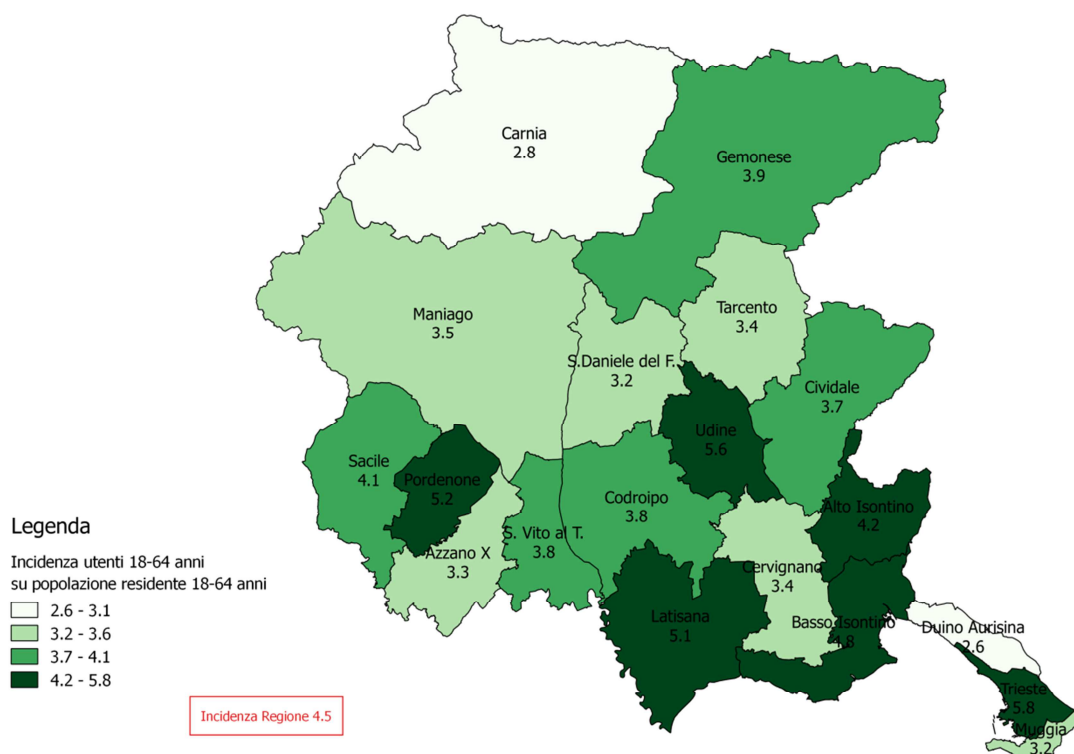 Carnia
2.8
Gemonese
3.9
Maniago
3.5
Tarcento
3.4
S.Daniele del F.
3.2
Cividale
3.7
Udine
5.6
Sacile
4.1
Pordenone
5.2
Codroipo
3.8
Alto Isontino
4.2
S. Vito al T.
3.8
Azzano X
3.3
Cervignano
3.4
Latisana
5.1
Basso Isontino
4.8
Duino Aurisina
2.6
Trieste
5.8
Muggia
3.2
Legenda
Incidenza utenti 18-64 anni
su popolazione residente 18-64 anni
2.6 - 3.1
3.2 - 3.6
3.7 - 4.1
4.2 - 5.8
Incidenza Regione 4.5